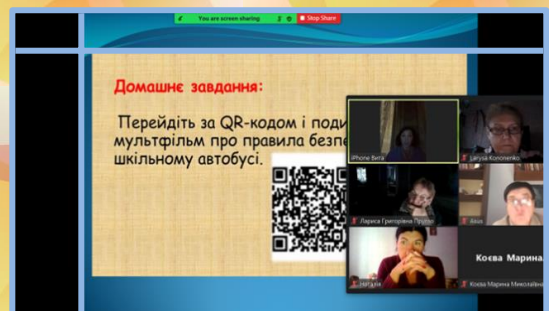 You are screen sharing
Stop Share
Домашнє завдання:
Перейдіть за QR-кодом і поди
мультфільм про правила безпе
шкільному автобусі.
iPhone Вита
Larysa Kononenko
Лариса Григорівна
Наталія
Коєва Марина.
Коєва Марина Миколаївна